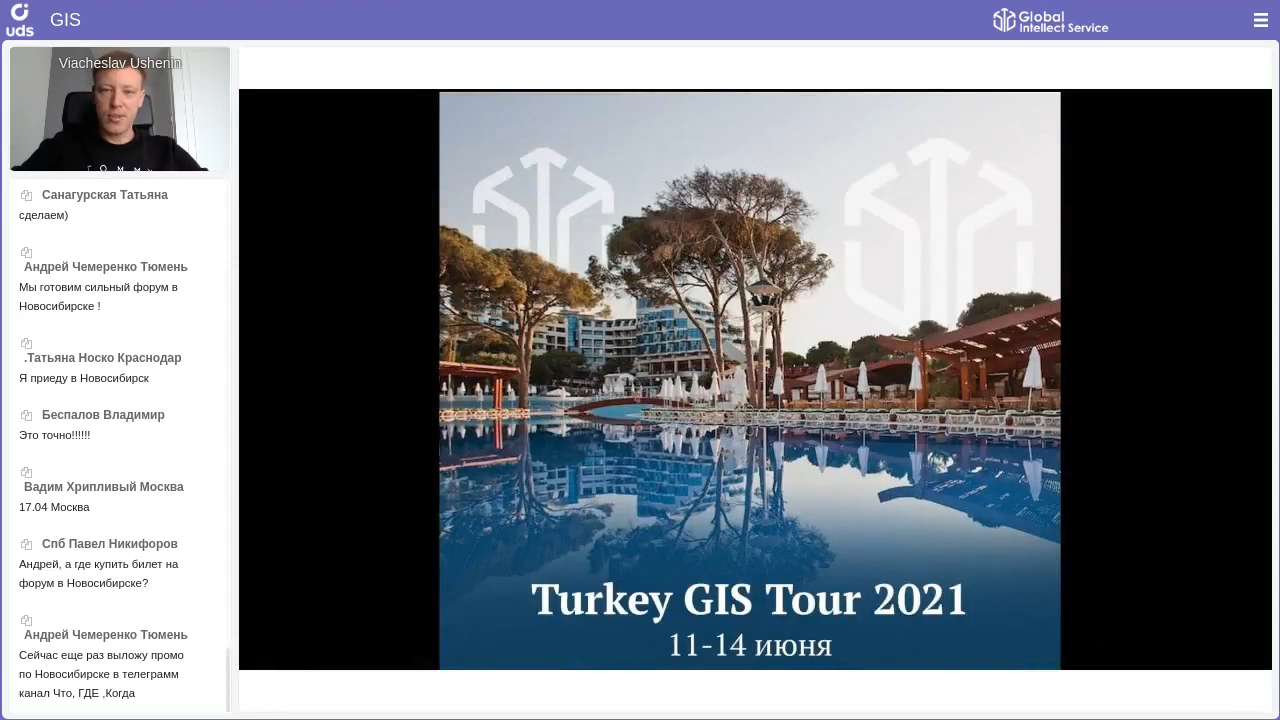 uds
GIS
Global
Intellect Service
Viacheslav Ushenin
Санагурская Татьяна
сделаем)
Андрей Чемеренко Тюмень
Мы готовим сильный форум в
Новосибирске !
.Татьяна Носко Краснодар
Я приеду в Новосибирск
Беспалов Владимир
Это точно!!!!!!
Вадим Хрипливый Москва
17.04 Москва
Спб Павел Никифоров
Андрей, а где купить билет на
форум в Новосибирске?
Андрей Чемеренко Тюмень
Сейчас еще раз выложу промо
по Новосибирске в телеграмм
канал Что, ГДЕ ,Когда
Turkey GIS Tour 2021
11-14 июня